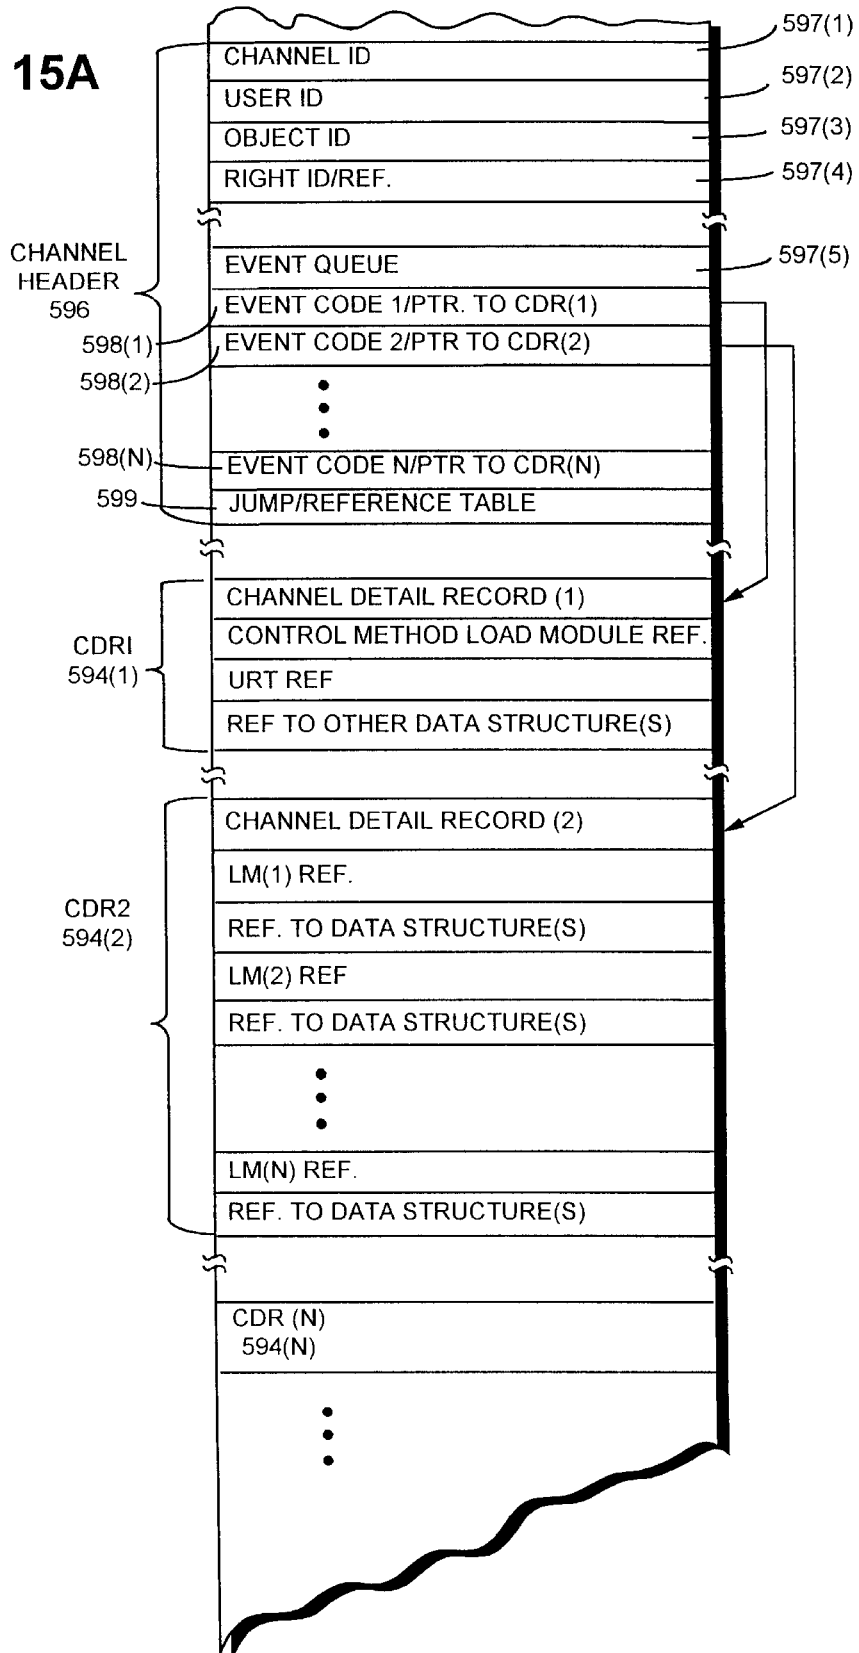 15A
597(1)
CHANNEL ID
597(2)
USER ID
597(3)
OBJECT ID
597(4)
RIGHT ID/REF.
CHANNEL
HEADER
596
597(5)
EVENT QUEUE
EVENT CODE 1/PTR. TO CDR(1)
598(1)
EVENT CODE 2/PTR TO CDR(2)
598(2)
598(N)
EVENT CODE N/PTR TO CDR(N)
599
JUMP/REFERENCE TABLE
CDRI
594(1)
CHANNEL DETAIL RECORD (1)
CONTROL METHOD LOAD MODULE REF.
URT REF
REF TO OTHER DATA STRUCTURE(S)
CDR2
594(2)
CHANNEL DETAIL RECORD (2)
LM(1) REF.
REF. TO DATA STRUCTURE(S)
LM(2) REF
REF. TO DATA STRUCTURE(S)
LM(N) REF.
REF. TO DATA STRUCTURE(S)
CDR (N)
594(N)